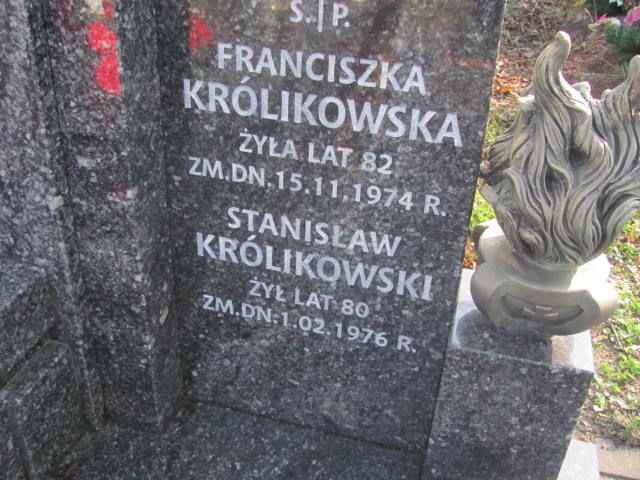 Ś.P.
FRANCISZKA
KRÓLIKOWSKA
ŻYŁA LAT 82
ZM.DN.15.11.1974 R.
STANISŁAW
KRÓLIKOWSKI
ŻYŁ LAT 80
ZM.DN.1.02.1976 R.